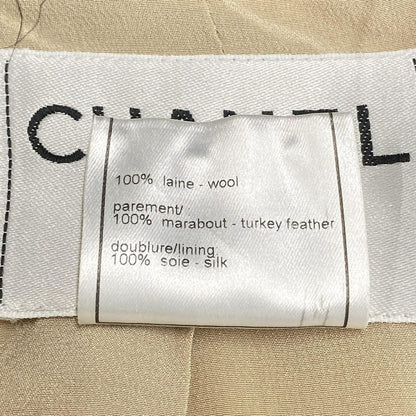 CHANEL
100% laine - wool
parement/
100% marabout - turkey feather
doublure/lining
100% soie - silk